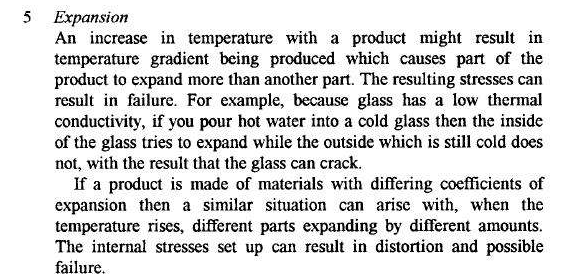 5 Expansion
An increase in temperature with a product might result in
temperature gradient being produced which causes part of the
product to expand more than another part. The resulting stresses can
result in failure. For example, because glass has a low thermal
conductivity, if you pour hot water into a cold glass then the inside
of the glass tries to expand while the outside which is still cold does
not, with the result that the glass can crack.
If a product is made of materials with differing coefficients of
expansion then a similar situation can arise with, when the
temperature rises, different parts expanding by different amounts.
The internal stresses set up can result in distortion and possible
failure.